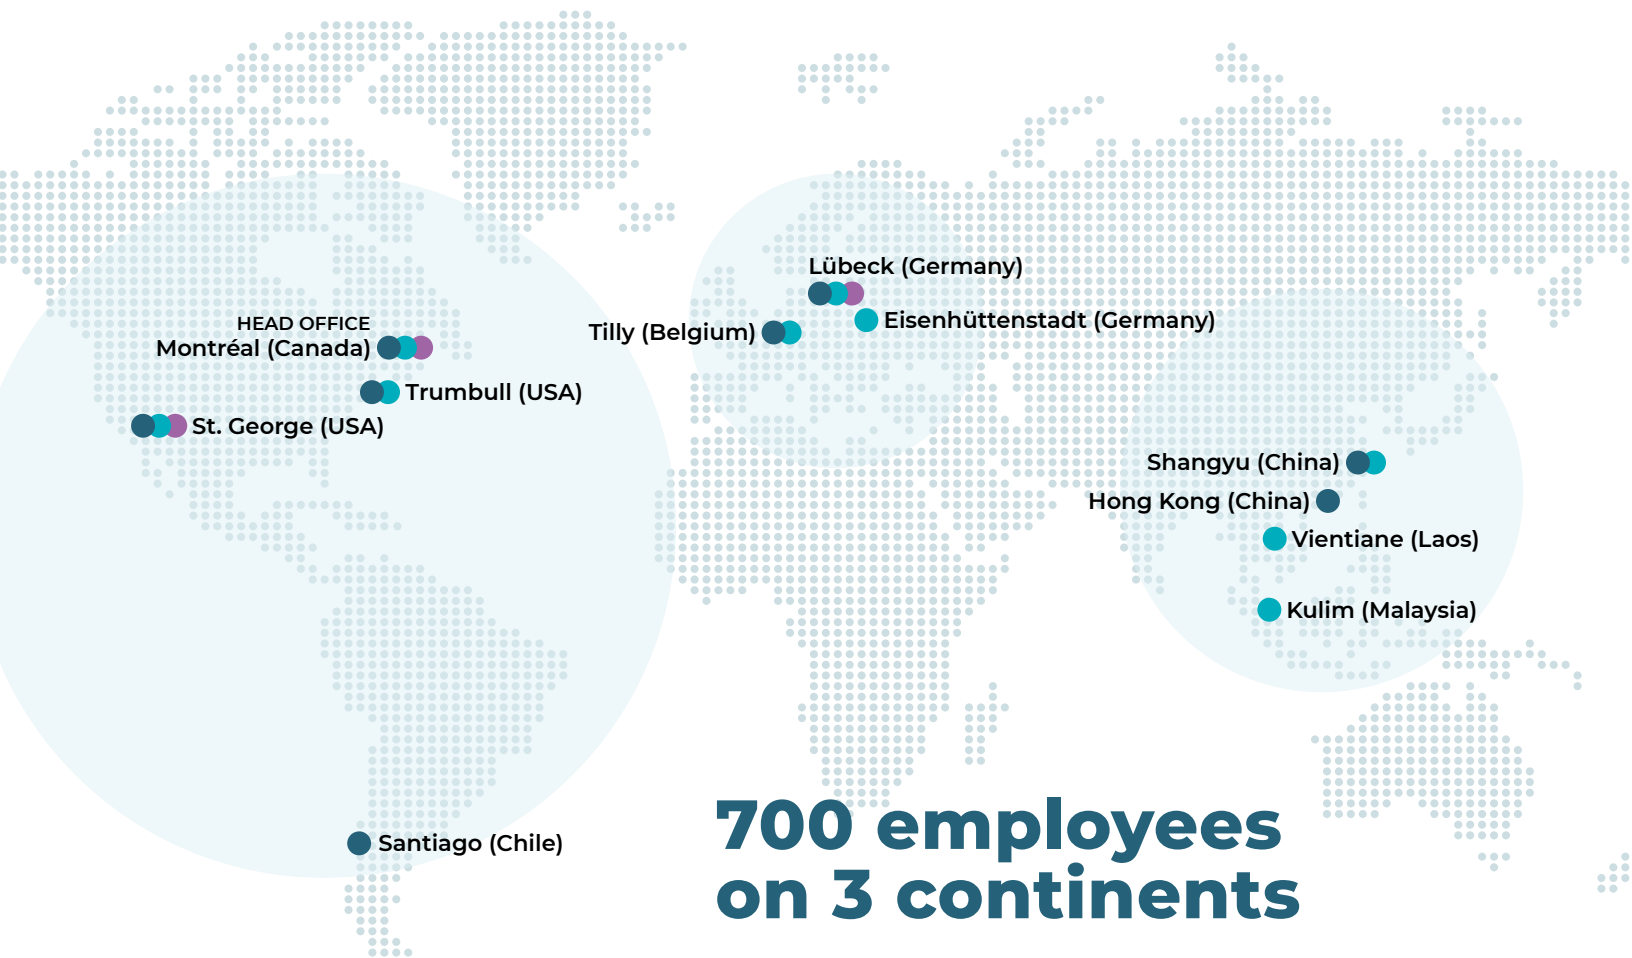 HEAD OFFICE
Montréal (Canada)
Trumbull (USA)
St. George (USA)
Santiago (Chile)
Lübeck (Germany)
Eisenhüttenstadt (Germany)
Tilly (Belgium)
Shangyu (China)
Hong Kong (China)
Vientiane (Laos)
Kulim (Malaysia)
700 employees
on 3 continents